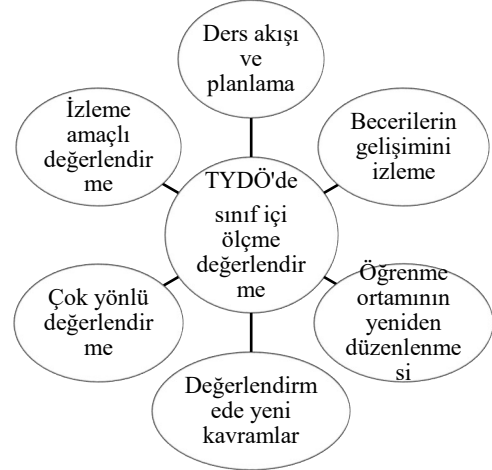 Ders akışı
ve
planlama
Becerilerin
gelişimini
izleme
Öğrenme
ortamının
yeniden
düzenlenme
si
Değerlendirm
ede yeni
kavramlar
Çok yönlü
değerlendir
me
İzleme
amaçlı
değerlendir
me
TYDÖ'de
sınıf içi
ölçme
değerlendir
me